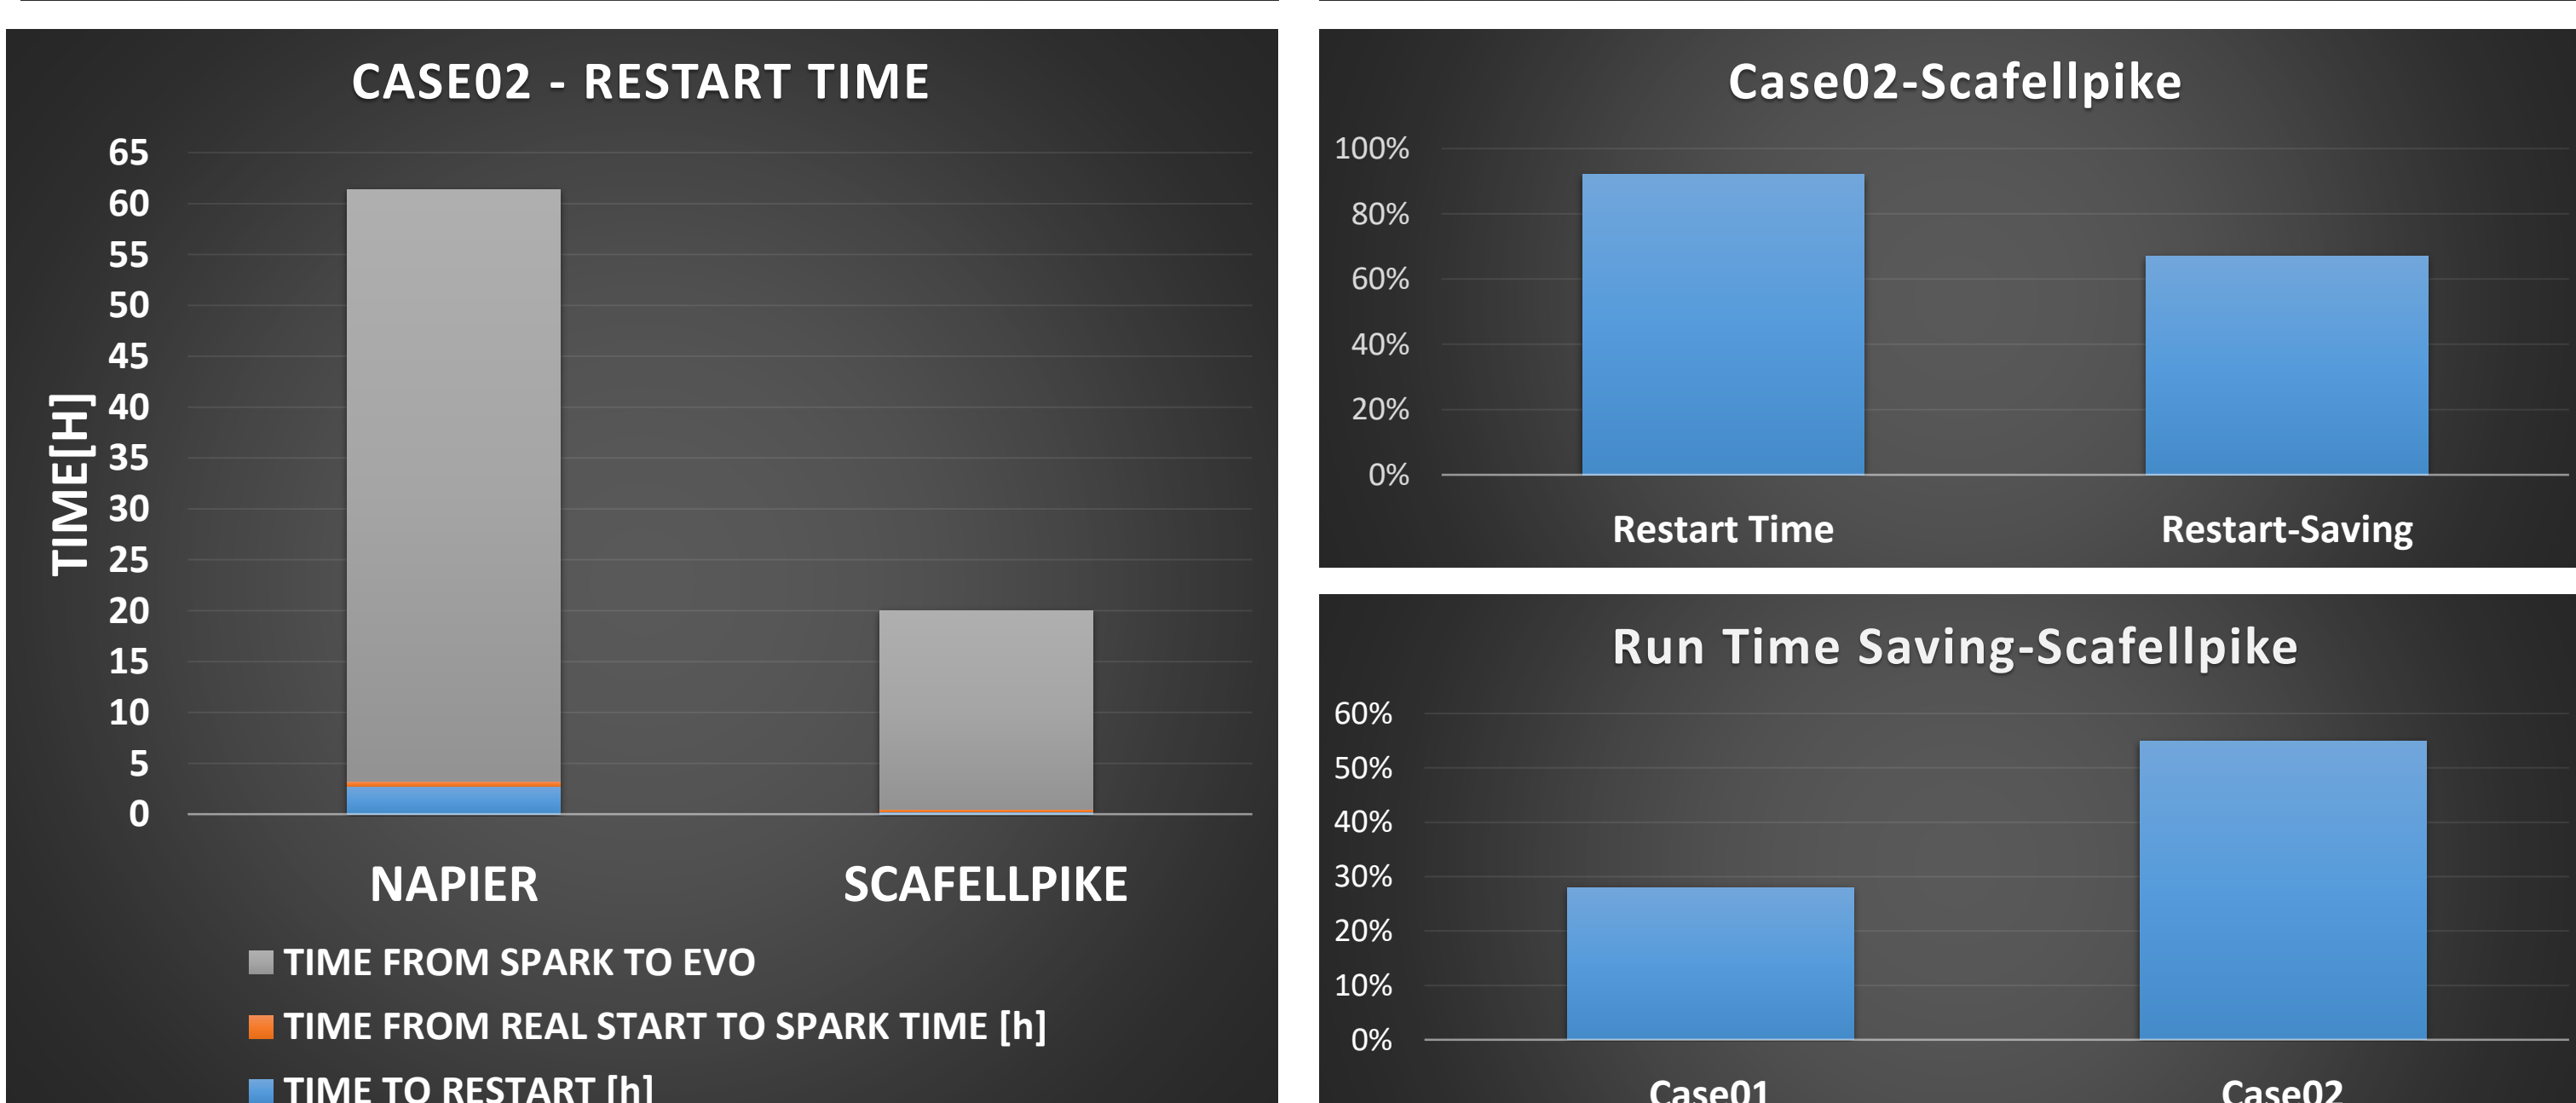 CASE02 - RESTART TIME
65
60
55
50
45
40
35
30
25
20
15
10
5
0
TIME[H]
NAPIER
SCAFELLPIKE
TIME FROM SPARK TO EVO
TIME FROM REAL START TO SPARK TIME [h]
TIME TO RESTART [h]
Case02-Scafellpike
100%
80%
60%
40%
20%
0%
Restart Time
Restart-Saving
Run Time Saving-Scafellpike
60%
50%
40%
30%
20%
10%
0%
Case01
Case02